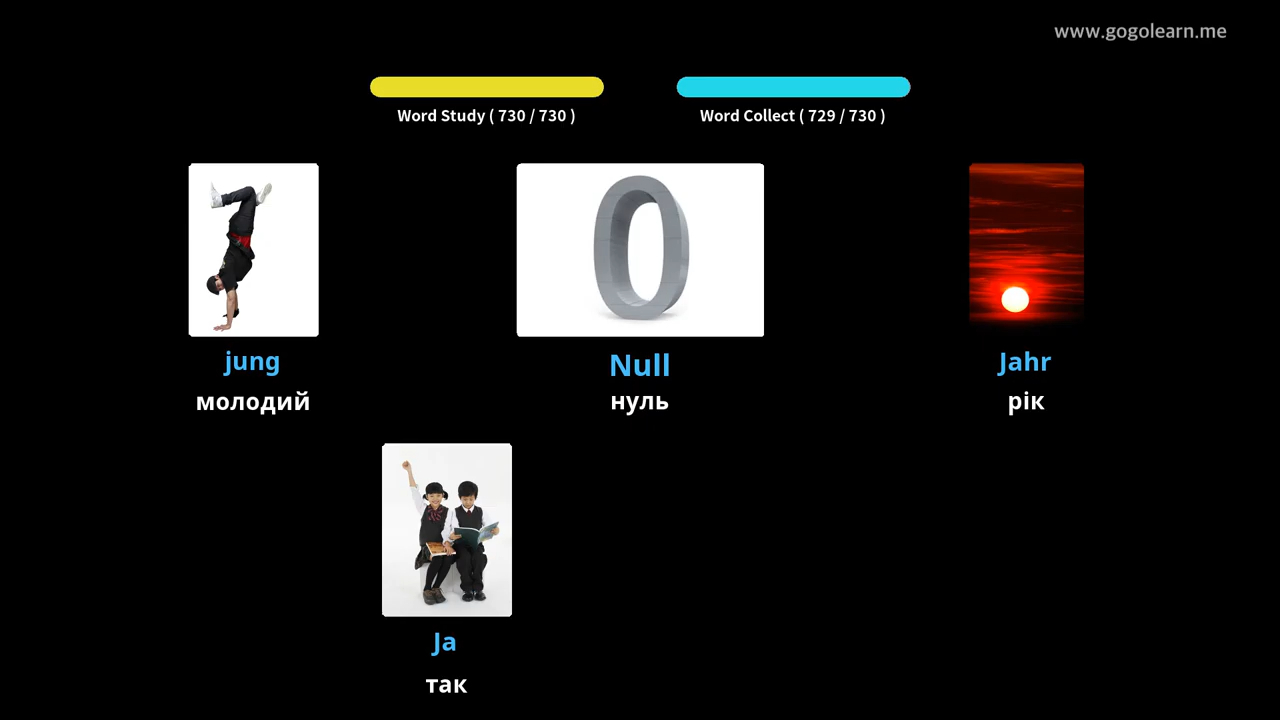 www.gogolearn.me
Word Study ( 730 / 730 )
Word Collect ( 729 / 730 )
jung
Null
Jahr
молодий
нуль
рік
Ja
так